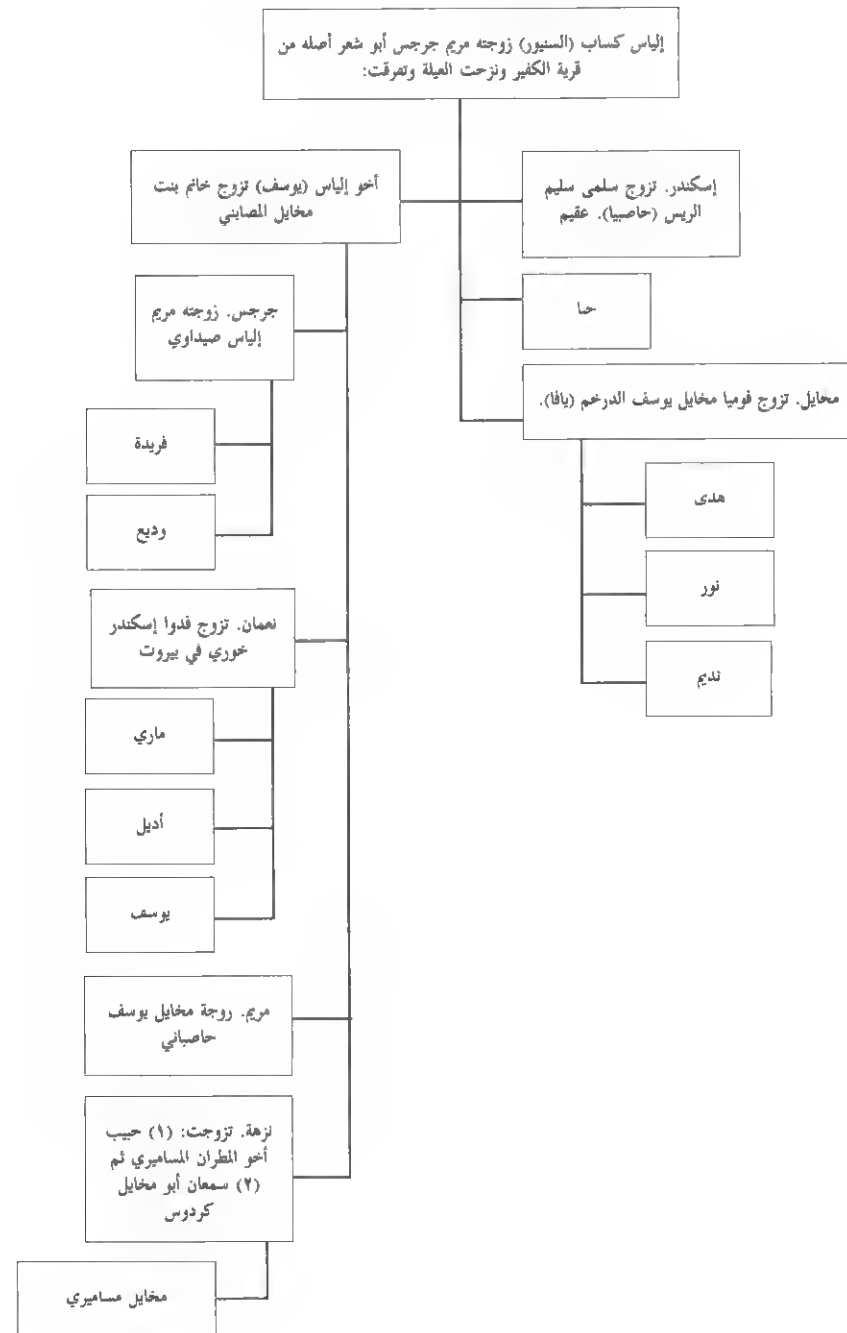 إلياس كساب (السنيور) زوجته مريم جرجس أبو شعر أصله من
قرية الكفير ونزحت العيلة وتفرقت:
إسكندر. تزوج سلمى سليم
الريس (حاصبيا). عقيم
حنا
مخايل. تزوج فوميا مخايل يوسف الدرخم (يافا).
هدى
نور
نديم
أخو إلياس (يوسف) تزوج خانم بنت
مخايل المصابني
جرجس. زوجته مريم
إلياس صيداوي
فريدة
وديع
نعمان. تزوج فدوا إسكندر
خوري في بيروت
ماري
أديل
يوسف
مريم. زوجة مخايل يوسف
حاصباني
نزهة. تزوجت: (١) حبيب
أخو المطران المساميري ثم
(٢) سمعان أبو مخايل
كردوس
مخايل مساميري